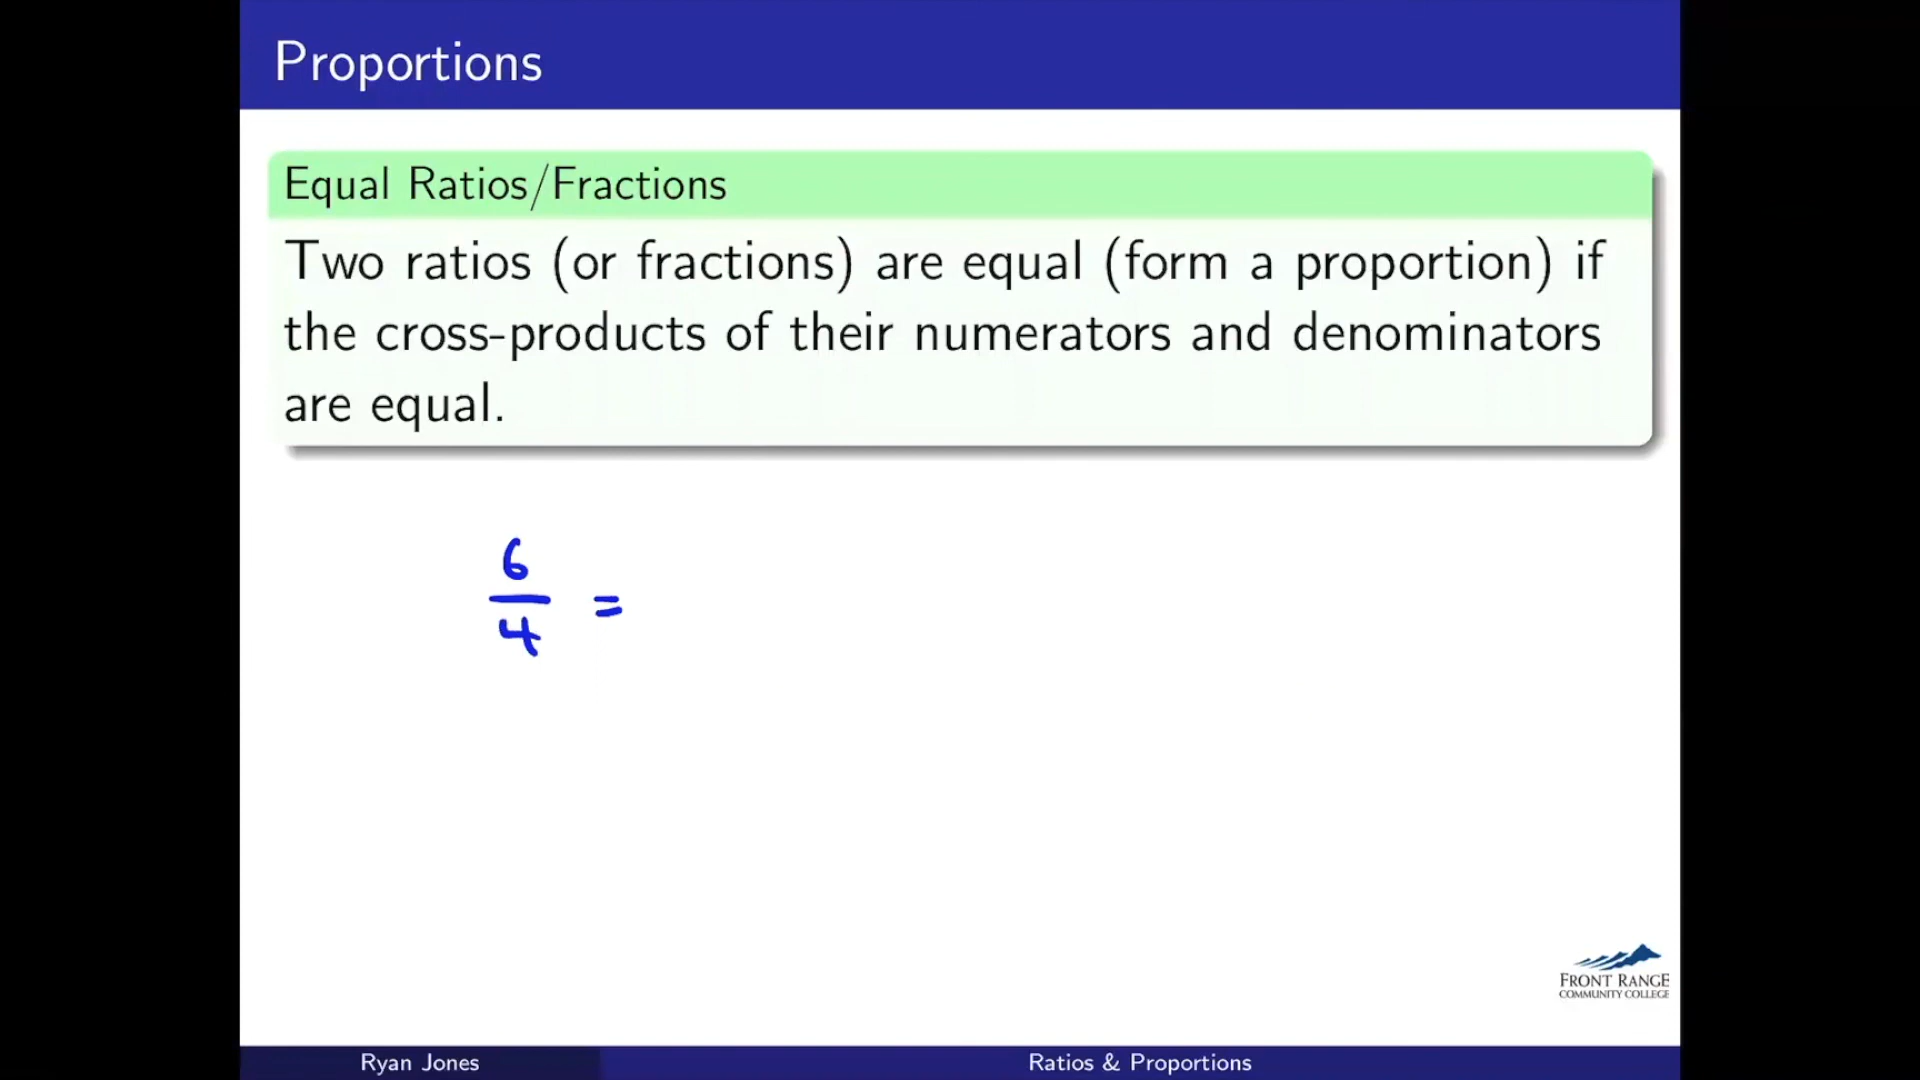 Proportions
Equal Ratios/Fractions
Two ratios (or fractions) are equal (form a proportion) if
the cross-products of their numerators and denominators
are equal.
6
4 =
FRONT RANGE
COMMUNITY COLLEGE
Ryan Jones
Ratios & Proportions